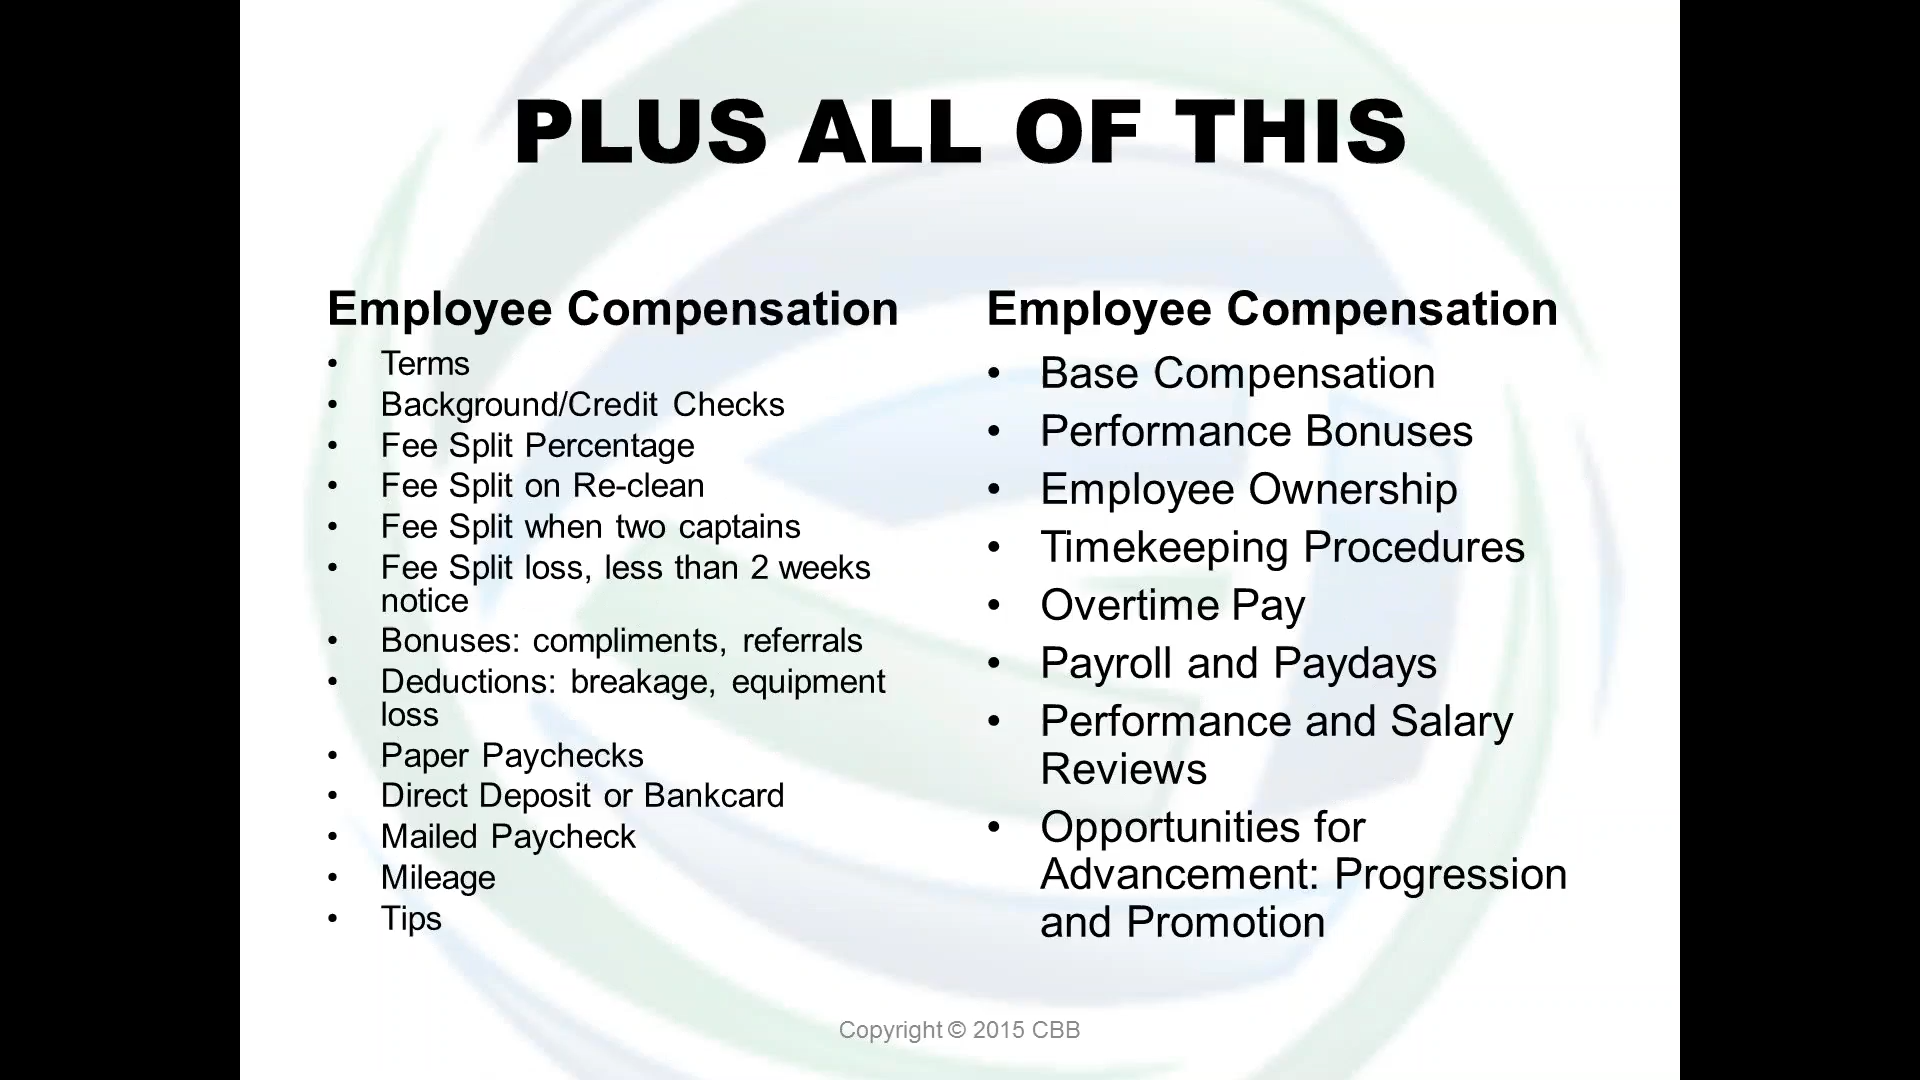 PLUS ALL OF THIS
Employee Compensation
• Terms
• Background/Credit Checks
• Fee Split Percentage
• Fee Split on Re-clean
• Fee Split when two captains
• Fee Split loss, less than 2 weeks
notice
• Bonuses: compliments, referrals
• Deductions: breakage, equipment
loss
• Paper Paychecks
• Direct Deposit or Bankcard
• Mailed Paycheck
• Mileage
• Tips
Employee Compensation
• Base Compensation
• Performance Bonuses
• Employee Ownership
• Timekeeping Procedures
• Overtime Pay
• Payroll and Paydays
• Performance and Salary
Reviews
• Opportunities for
Advancement: Progression
and Promotion
Copyright © 2015 CBB